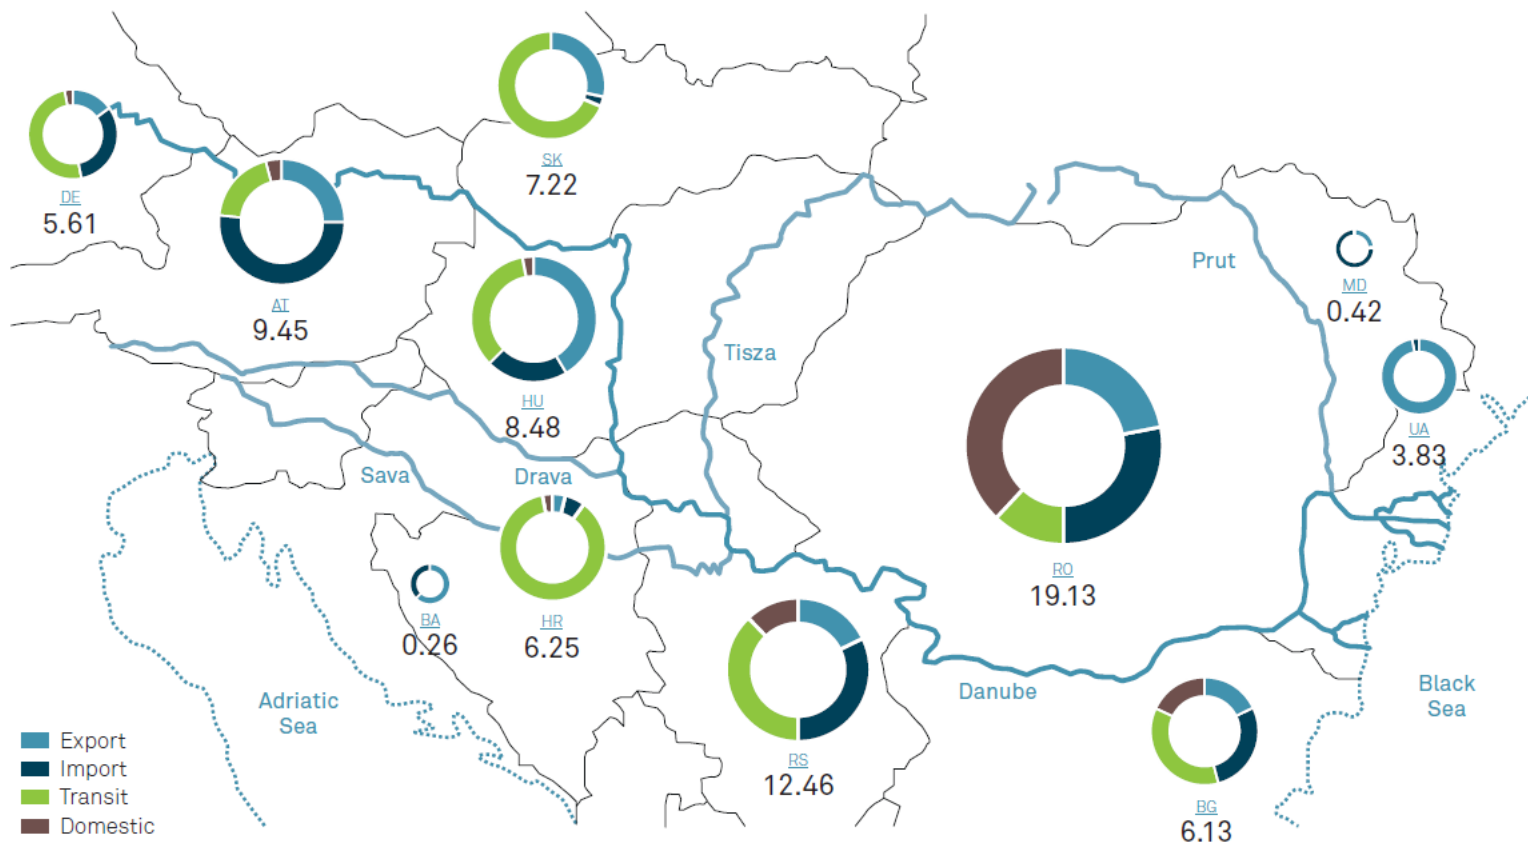 SK
7.22
DE
5.61
AT
9.45
HU
8.48
Tisza
Prut
MD
0.42
UA
3.83
Sava
Drava
BA
0.26
HR
6.25
RO
19.13
Adriatic
Sea
Danube
Black
Sea
RS
12.46
BG
6.13
Export
Import
Transit
Domestic